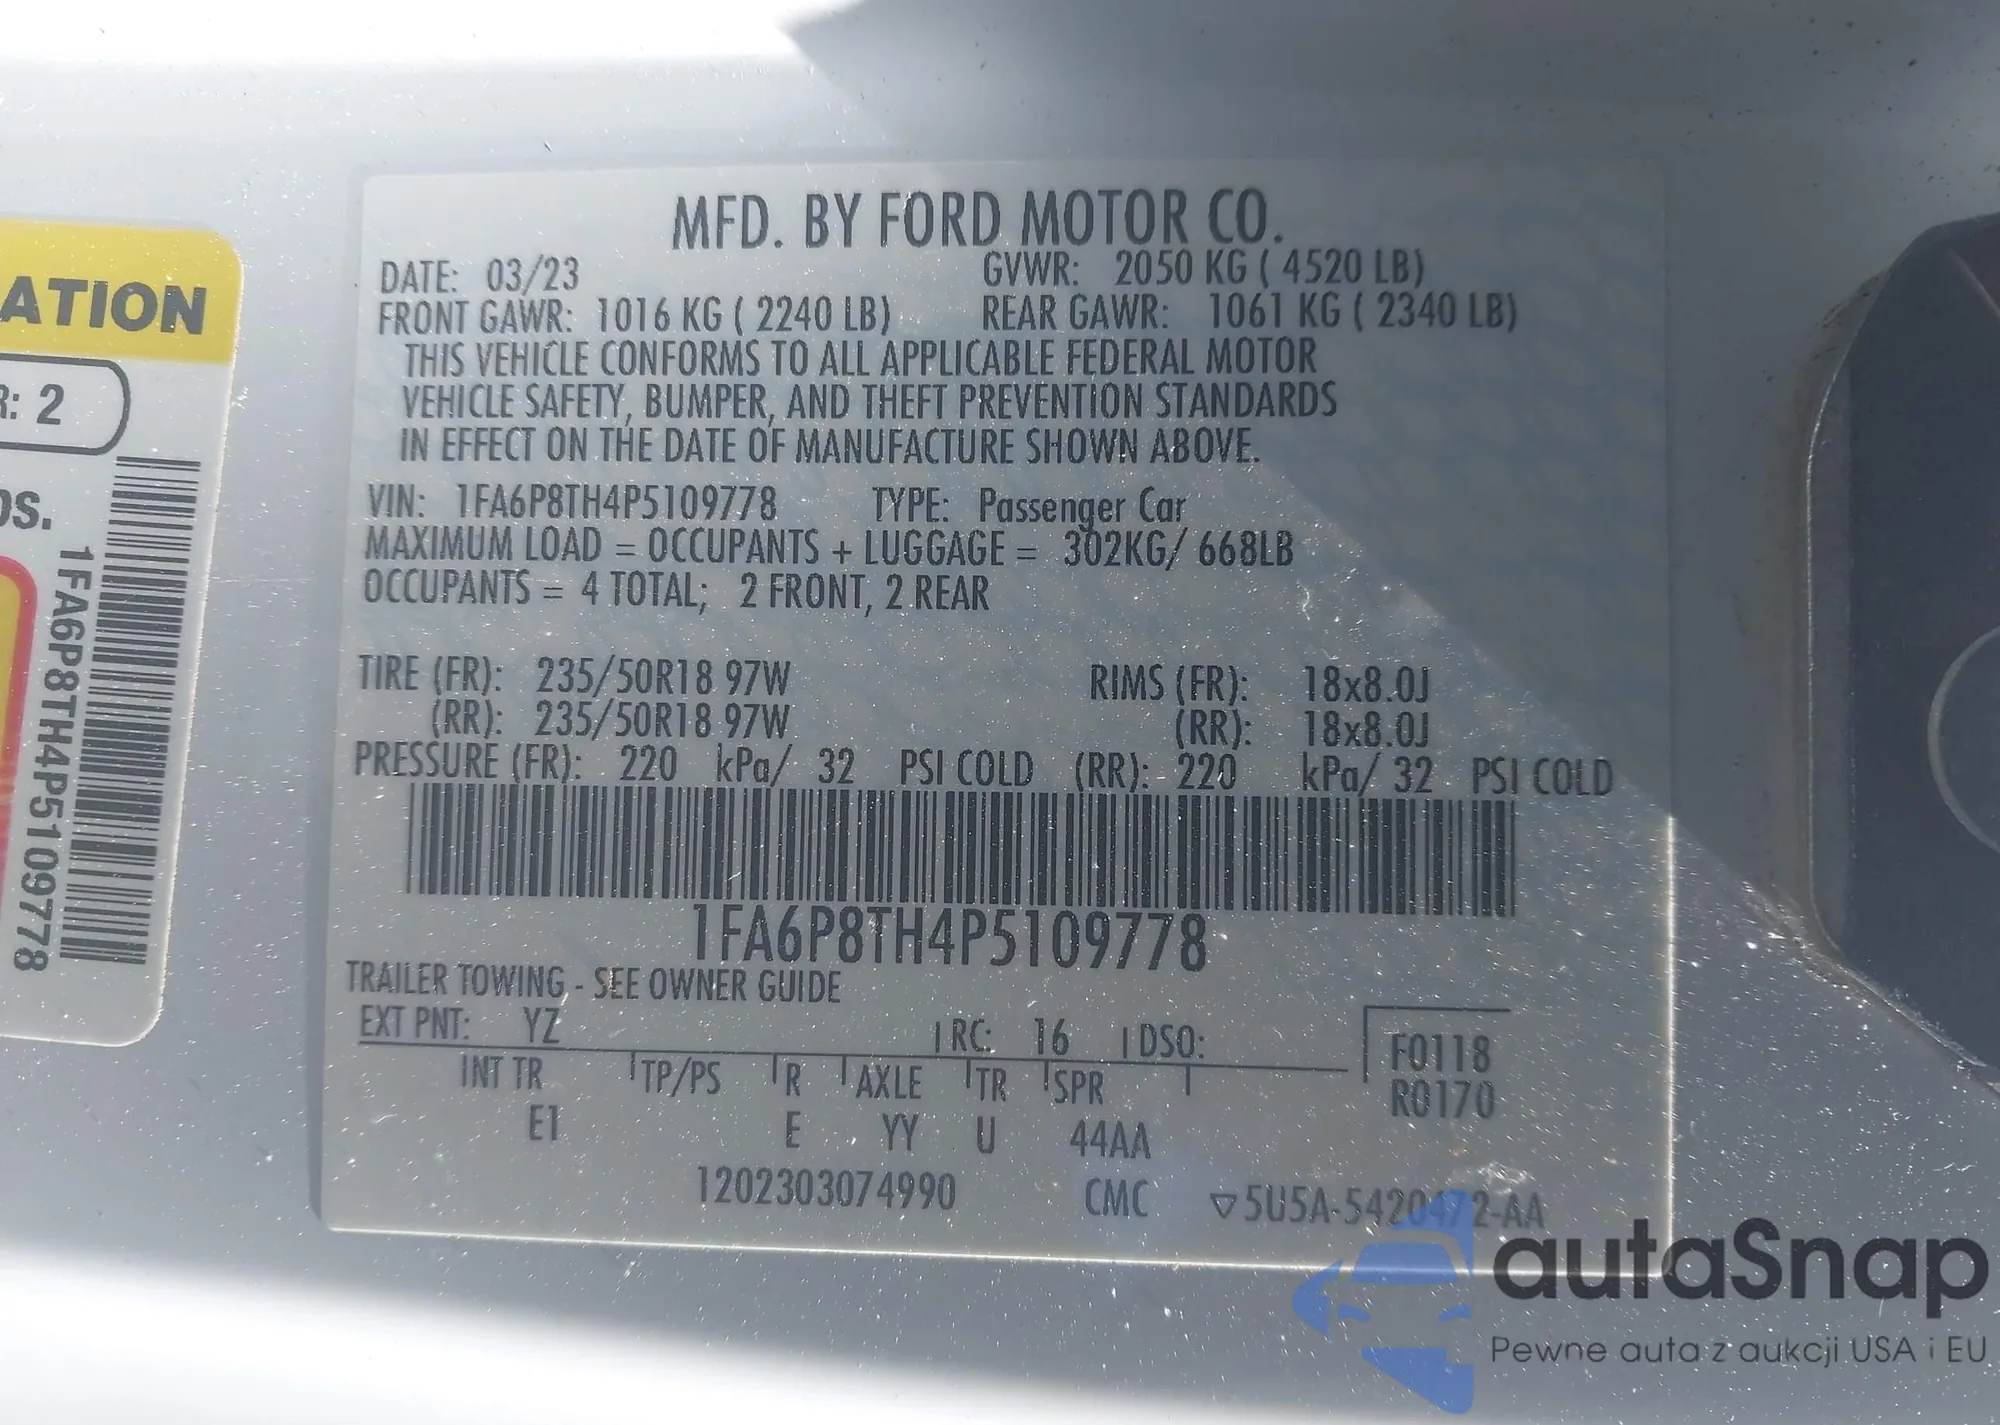 ATION
R: 2
OS.
1FA6P8TH4P5109778
MFD. BY FORD MOTOR CO.
DATE: 03/23 GVWR: 2050 KG ( 4520 LB)
FRONT GAWR: 1016 KG ( 2240 LB) REAR GAWR: 1061 KG ( 2340 LB)
THIS VEHICLE CONFORMS TO ALL APPLICABLE FEDERAL MOTOR
VEHICLE SAFETY, BUMPER, AND THEFT PREVENTION STANDARDS
IN EFFECT ON THE DATE OF MANUFACTURE SHOWN ABOVE.
VIN: 1FA6P8TH4P5109778 TYPE: Passenger Car
MAXIMUM LOAD = OCCUPANTS + LUGGAGE = 302KG/ 668LB
OCCUPANTS = 4 TOTAL; 2 FRONT, 2 REAR
TIRE (FR): 235/50R18 97W RIMS (FR): 18x8.0J
(RR): 235/50R18 97W (RR): 18x8.0J
PRESSURE (FR): 220 kPa/ 32 PSI COLD (RR): 220 kPa/ 32 PSI COLD
1FA6P8TH4P5109778
TRAILER TOWING - SEE OWNER GUIDE
EXT PNT: YZ RC: 16 DSO: F0118
INT TR TP/PS R AXLE TR SPR R0170
E1 E YY U 44AA
1202303074990 CMC ▽5U5A-5420472-AA
autaSnap
Pewne auta z aukcji USA i EU